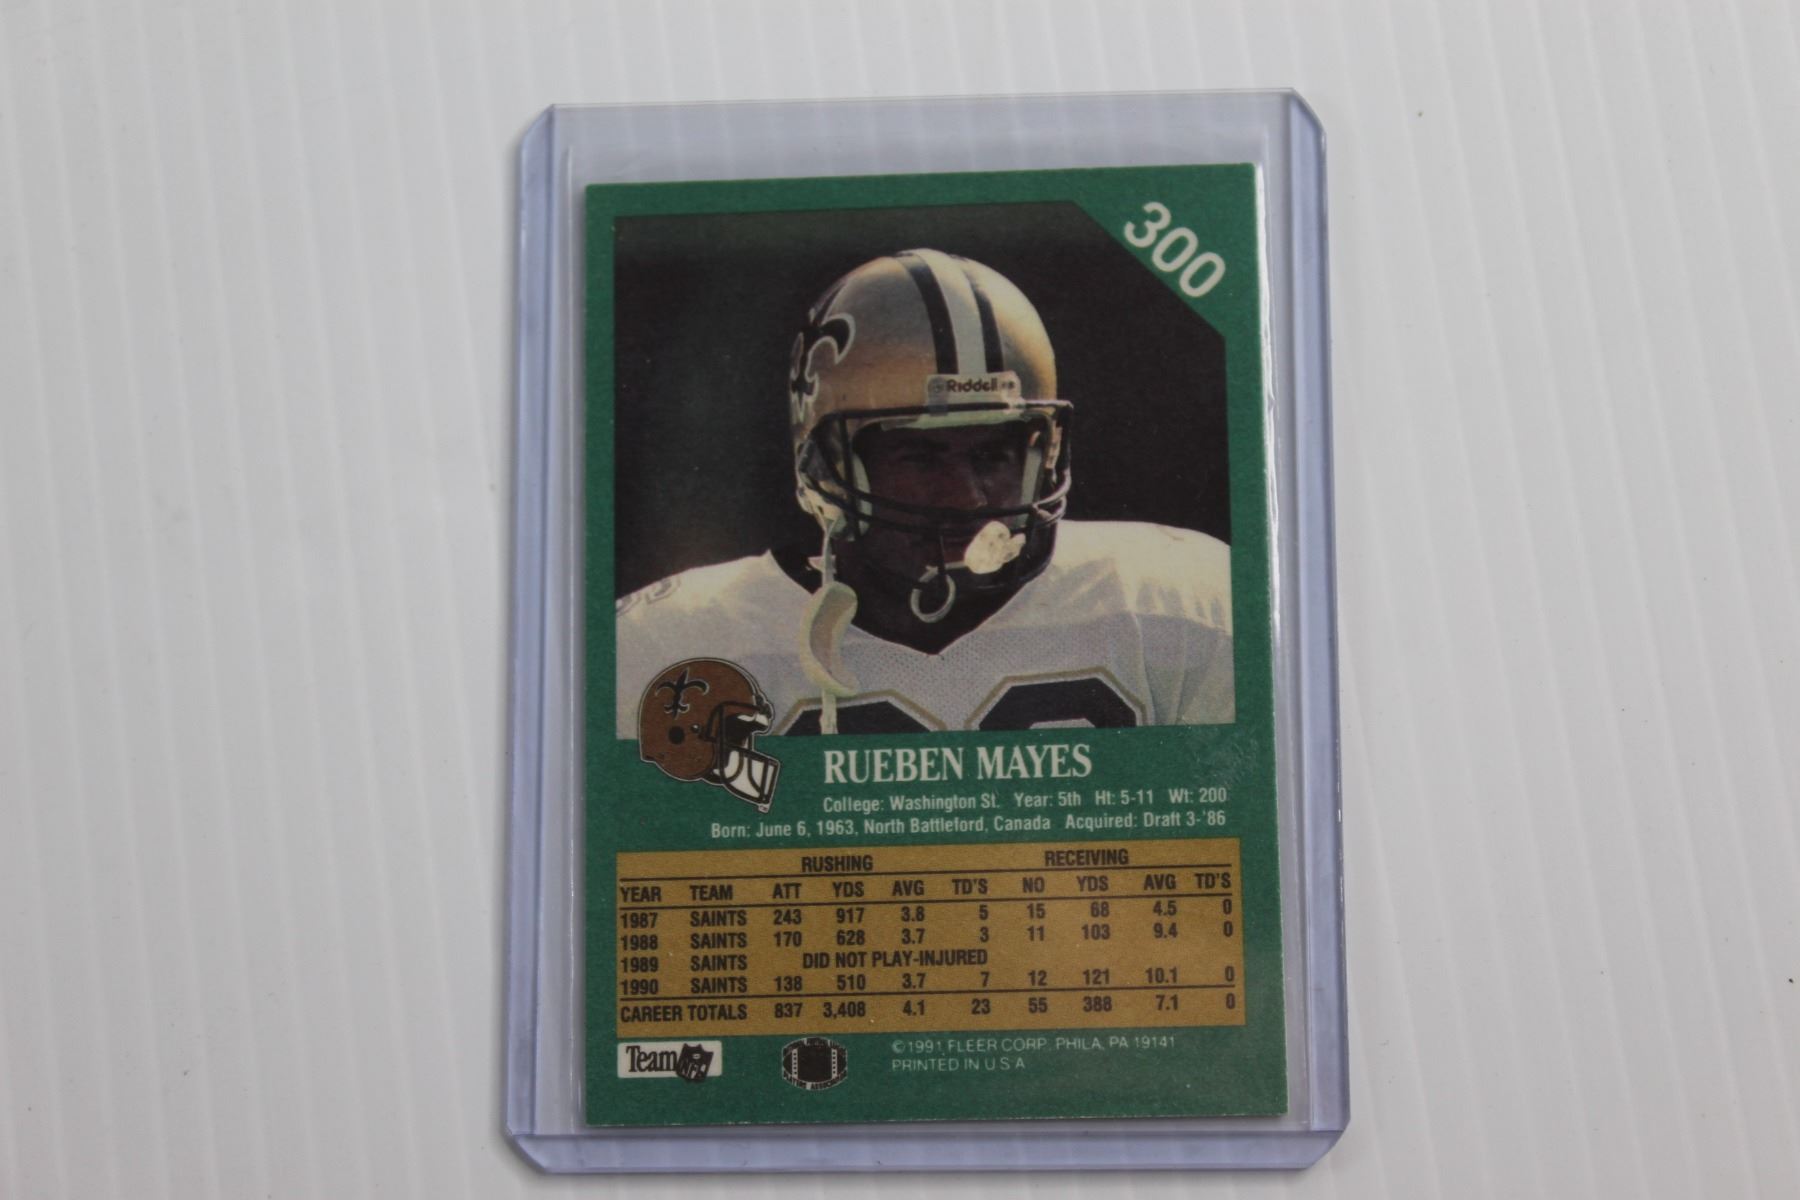 300
Riddell
RUEBEN MAYES
College: Washington St. Year: 5th Ht: 5-11 Wt: 200
Born: June 6, 1963, North Battleford, Canada Acquired: Draft 3-'86
RUSHING RECEIVING
YEAR TEAM ATT YDS AVG TD'S NO YDS AVG TD'S
1987 SAINTS 243 917 3.8 5 15 68 4.5 0
1988 SAINTS 170 628 3.7 3 11 103 9.4 0
1989 SAINTS DID NOT PLAY-INJURED
1990 SAINTS 138 510 3.7 7 12 121 10.1 0
CAREER TOTALS 837 3,408 4.1 23 55 388 7.1 0
Team NFL
©1991 FLEER CORP. PHILA, PA 19141
PRINTED IN U S A